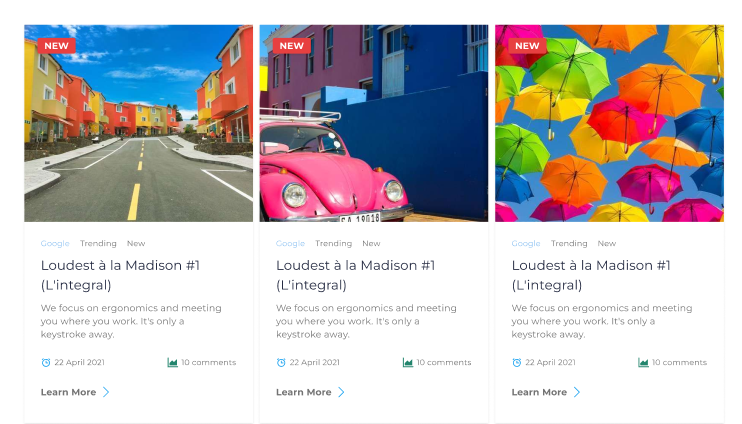 NEW
Google Trending New
Loudest à la Madison #1
(L'integral)
We focus on ergonomics and meeting
you where you work. It's only a
keystroke away.
22 April 2021 10 comments
Learn More
NEW
Google Trending New
Loudest à la Madison #1
(L'integral)
We focus on ergonomics and meeting
you where you work. It's only a
keystroke away.
22 April 2021 10 comments
Learn More
NEW
Google Trending New
Loudest à la Madison #1
(L'integral)
We focus on ergonomics and meeting
you where you work. It's only a
keystroke away.
22 April 2021 10 comments
Learn More